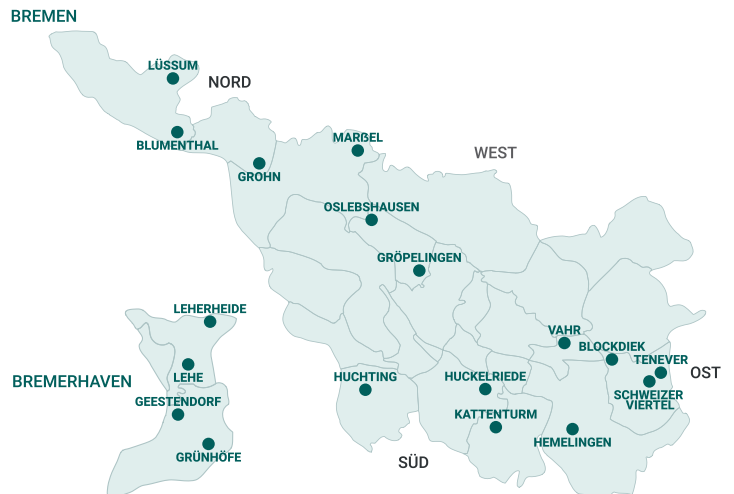 BREMEN
LÜSSUM
NORD
BLUMENTHAL
MARßEL
WEST
GROHN
OSLEBSHAUSEN
GRÖPELINGEN
LEHERHEIDE
VAHR
BLOCKDIEK
TENEVER
OST
BREMERHAVEN
LEHE
HUCHTING
HUCKELRIEDE
SCHWEIZER
VIERTEL
GEESTENDORF
KATTENTURM
HEMELINGEN
GRÜNHÖFE
SÜD